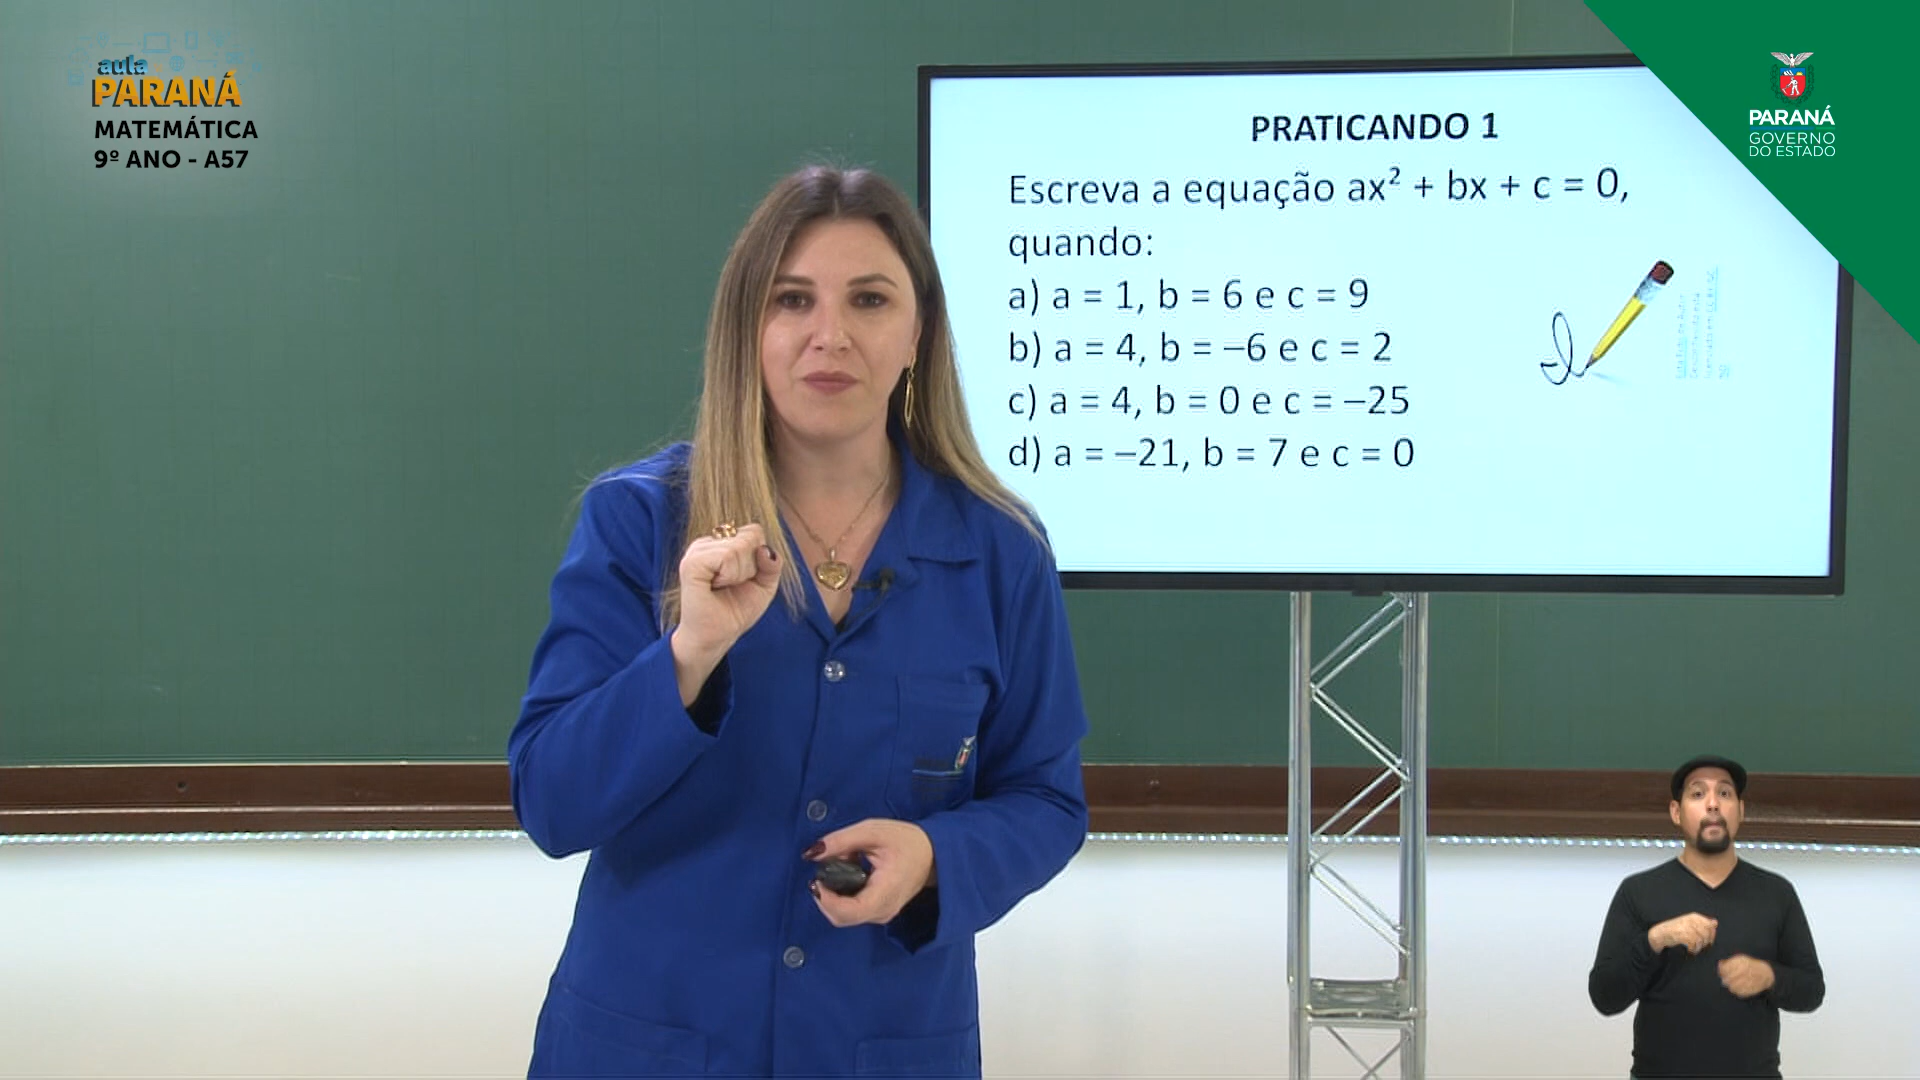 aula
PARANÁ
MATEMÁTICA
9º ANO - A57
PARANÁ
GOVERNO
DO ESTADO
PRATICANDO 1
Escreva a equação ax² + bx + c = 0,
quando:
a) a = 1, b = 6 e c = 9
b) a = 4, b = –6 e c = 2
c) a = 4, b = 0 e c = –25
d) a = –21, b = 7 e c = 0